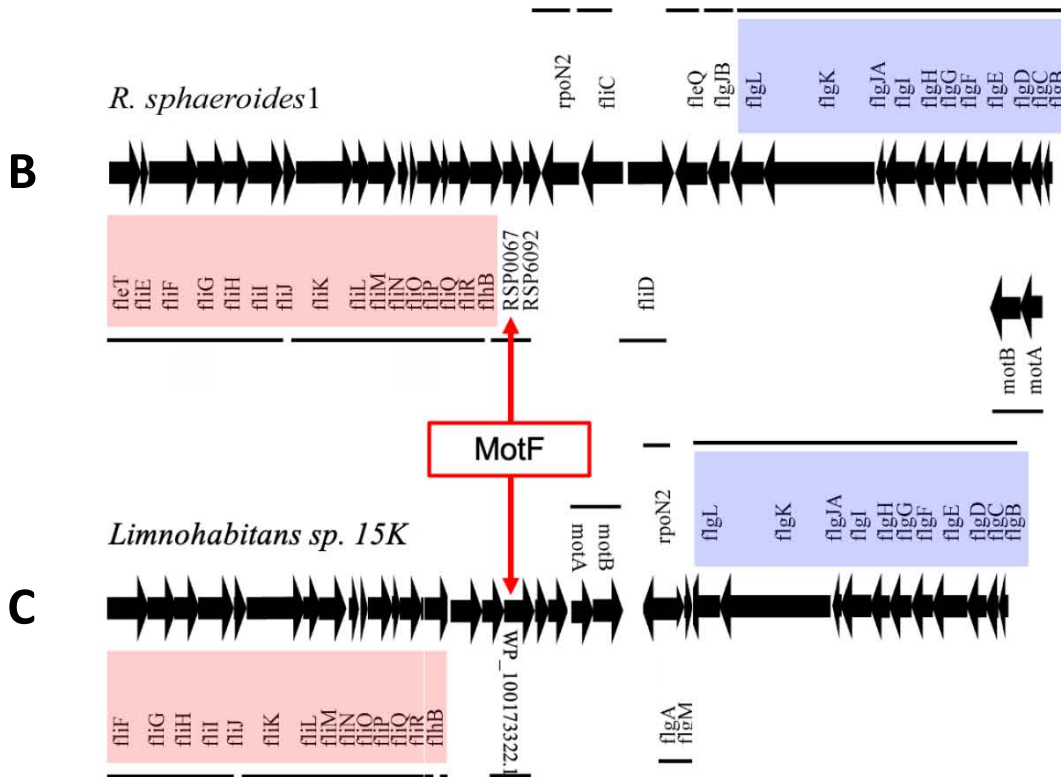 rpoN2
fliC
fleQ
flgJB
flgL
flgK
flgJA
flgI
flgH
flgG
flgF
flgE
flgD
flgC
flgB
R. sphaeroides1
B
fleT
fliE
fliF
fliG
fliH
fliI
fliJ
fliK
fliL
fliM
fliN
fliO
fliP
fliQ
fliR
flhB
RSP0067
RSP6092
fliD
motB
motA
MotF
Limnohabitans sp. 15K
motA
motB
rpoN2
flgL
flgK
flgJA
flgI
flgH
flgG
flgF
flgE
flgD
flgC
flgB
C
fliF
fliG
fliH
fliI
fliJ
fliK
fliL
fliM
fliN
fliO
fliP
fliQ
fliR
flhB
WP_100173322.1
flgA
flgM